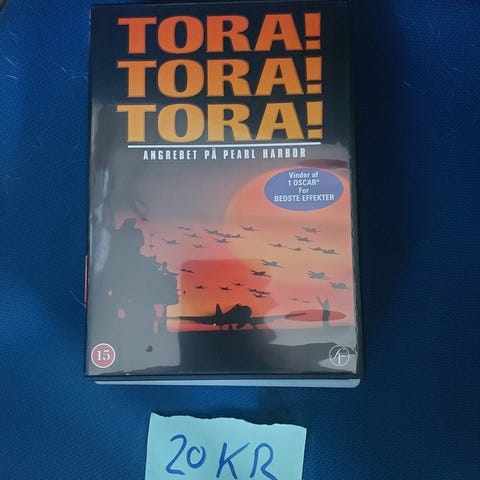 TORA!
TORA!
TORA!
ANGREBET PÅ PEARL HARBOR
Vinder af
1 OSCAR®
For
BEDSTE EFFEKTER
15
20 KR